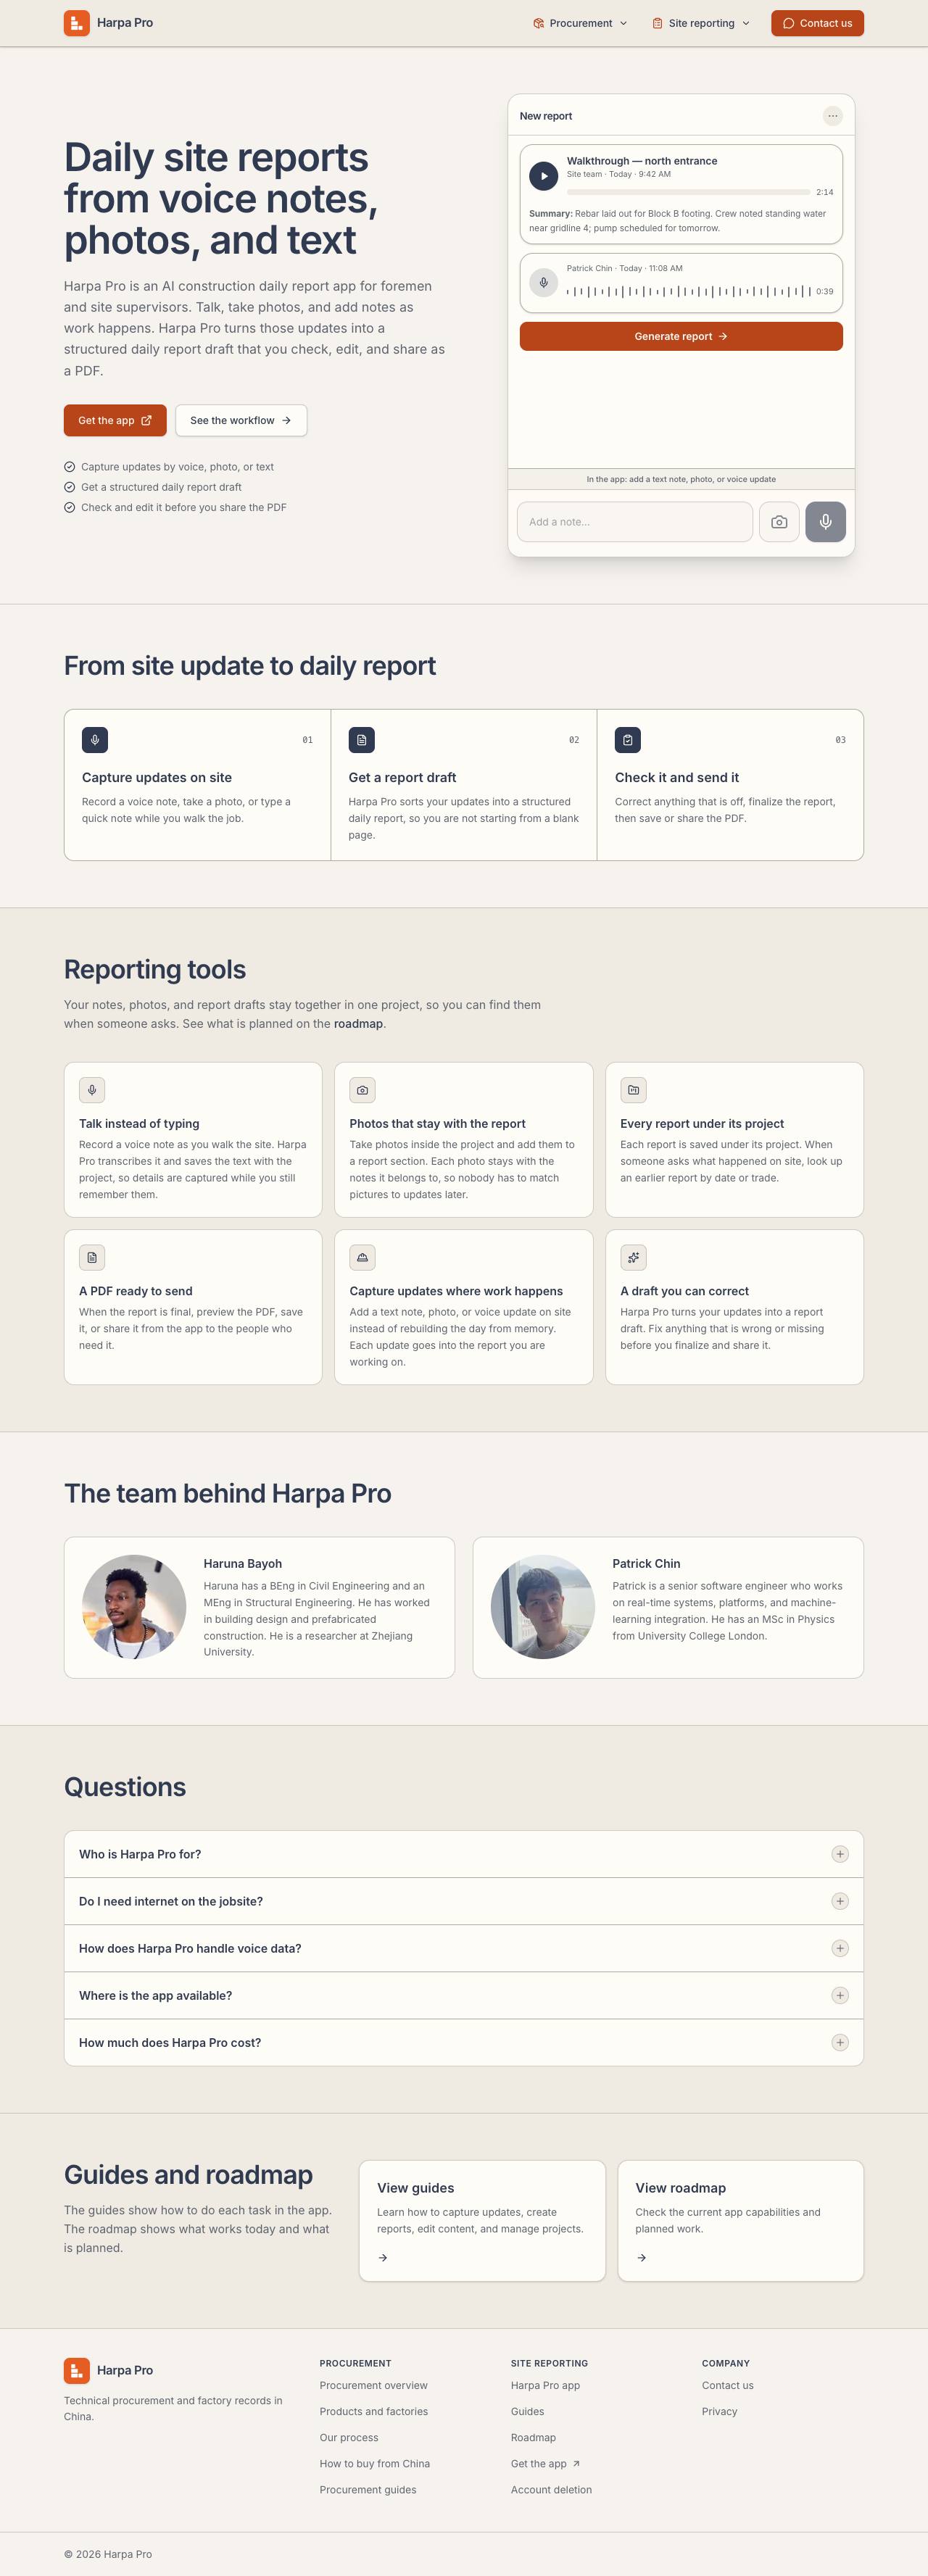 Harpa Pro
Procurement
Site reporting
Contact us
Daily site reports
from voice notes,
photos, and text
Harpa Pro is an AI construction daily report app for foremen
and site supervisors. Talk, take photos, and add notes as
work happens. Harpa Pro turns those updates into a
structured daily report draft that you check, edit, and share as
a PDF.
Get the app
See the workflow
Capture updates by voice, photo, or text
Get a structured daily report draft
Check and edit it before you share the PDF
New report
Walkthrough — north entrance
Site team · Today · 9:42 AM
2:14
Summary: Rebar laid out for Block B footing. Crew noted standing water
near gridline 4; pump scheduled for tomorrow.
Patrick Chin · Today · 11:08 AM
0:39
Generate report
In the app: add a text note, photo, or voice update
Add a note...
From site update to daily report
01
Capture updates on site
Record a voice note, take a photo, or type a
quick note while you walk the job.
02
Get a report draft
Harpa Pro sorts your updates into a structured
daily report, so you are not starting from a blank
page.
03
Check it and send it
Correct anything that is off, finalize the report,
then save or share the PDF.
Reporting tools
Your notes, photos, and report drafts stay together in one project, so you can find them
when someone asks. See what is planned on the roadmap.
Talk instead of typing
Record a voice note as you walk the site. Harpa
Pro transcribes it and saves the text with the
project, so details are captured while you still
remember them.
Photos that stay with the report
Take photos inside the project and add them to
a report section. Each photo stays with the
notes it belongs to, so nobody has to match
pictures to updates later.
Every report under its project
Each report is saved under its project. When
someone asks what happened on site, look up
an earlier report by date or trade.
A PDF ready to send
When the report is final, preview the PDF, save
it, or share it from the app to the people who
need it.
Capture updates where work happens
Add a text note, photo, or voice update on site
instead of rebuilding the day from memory.
Each update goes into the report you are
working on.
A draft you can correct
Harpa Pro turns your updates into a report
draft. Fix anything that is wrong or missing
before you finalize and share it.
The team behind Harpa Pro
Haruna Bayoh
Haruna has a BEng in Civil Engineering and an
MEng in Structural Engineering. He has worked
in building design and prefabricated
construction. He is a researcher at Zhejiang
University.
Patrick Chin
Patrick is a senior software engineer who works
on real-time systems, platforms, and machine-
learning integration. He has an MSc in Physics
from University College London.
Questions
Who is Harpa Pro for?
Do I need internet on the jobsite?
How does Harpa Pro handle voice data?
Where is the app available?
How much does Harpa Pro cost?
Guides and roadmap
The guides show how to do each task in the app.
The roadmap shows what works today and what
is planned.
View guides
Learn how to capture updates, create
reports, edit content, and manage projects.
View roadmap
Check the current app capabilities and
planned work.
Harpa Pro
Technical procurement and factory records in
China.
PROCUREMENT
Procurement overview
Products and factories
Our process
How to buy from China
Procurement guides
SITE REPORTING
Harpa Pro app
Guides
Roadmap
Get the app
Account deletion
COMPANY
Contact us
Privacy
© 2026 Harpa Pro